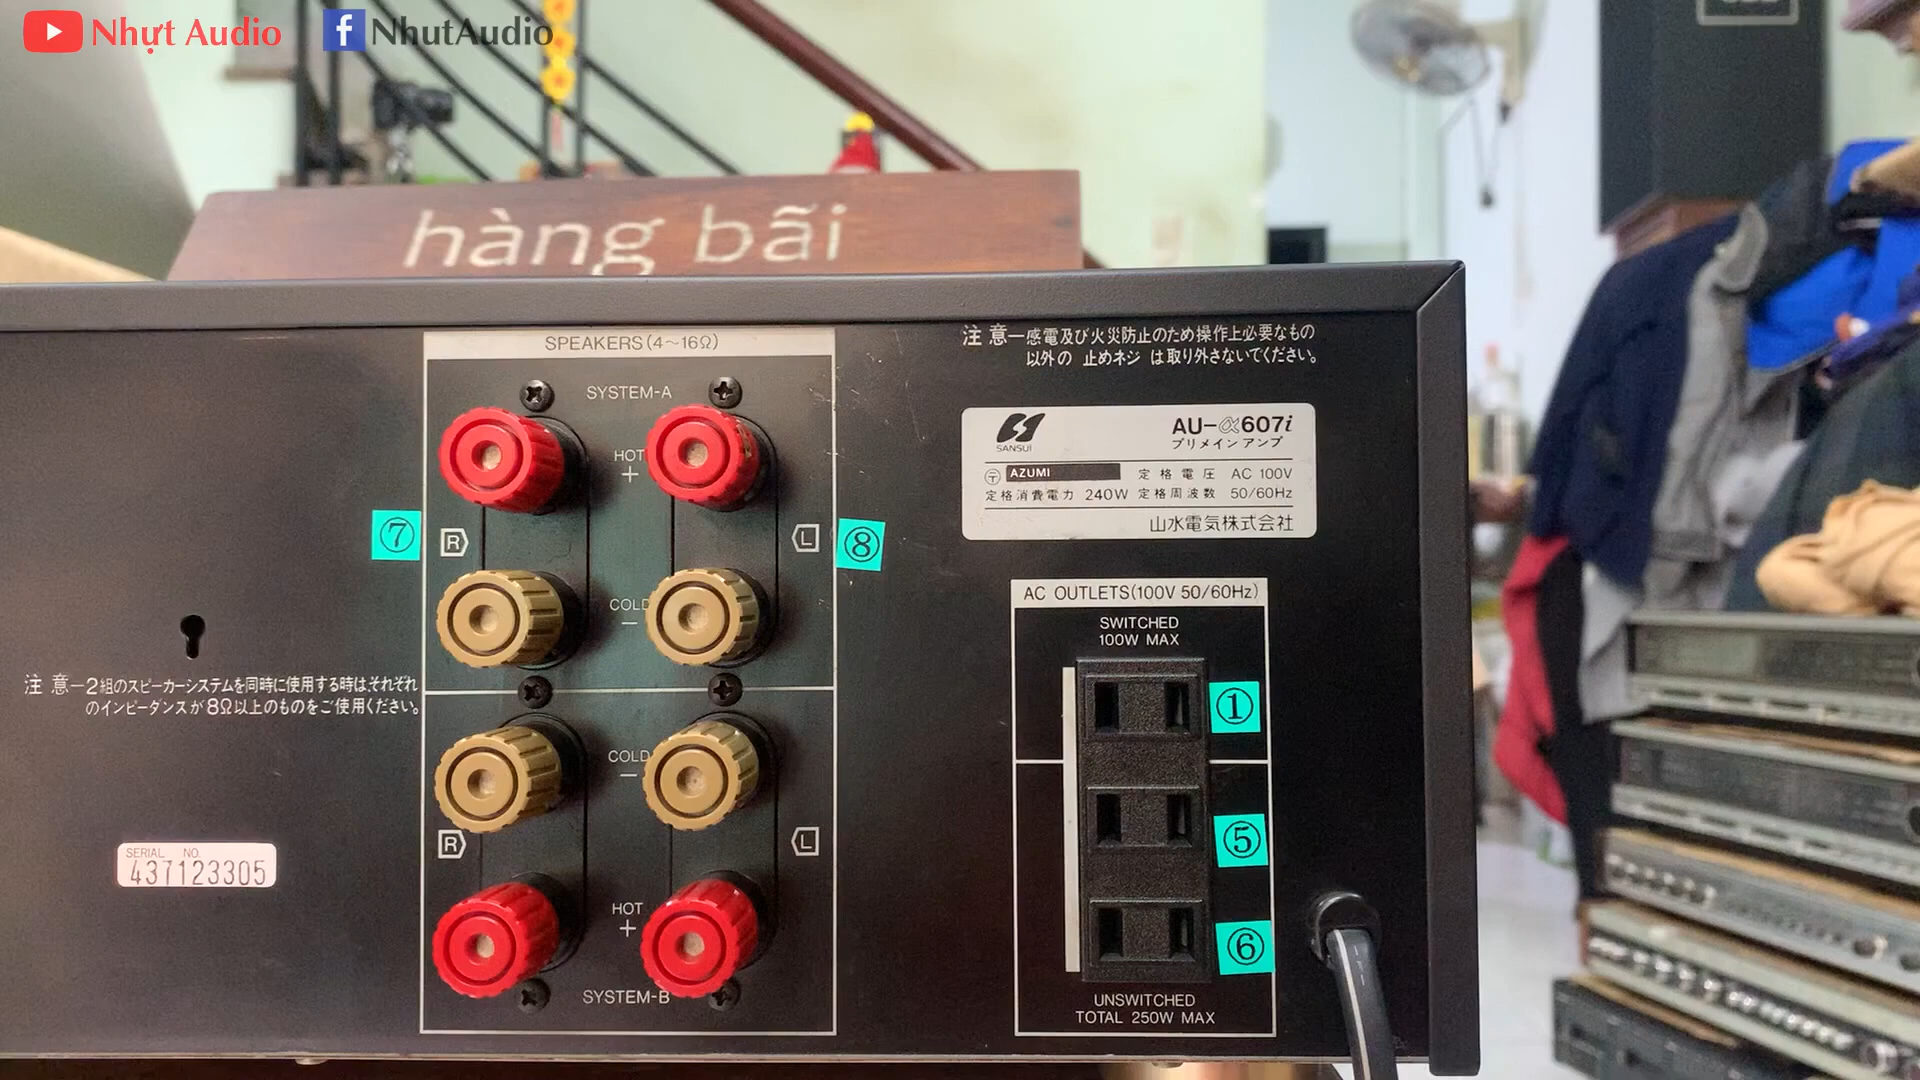 Nhựt Audio
NhutAudio
hàng bãi
SPEAKERS(4～16Ω)
SYSTEM-A
HOT
+
R
L
⑦
⑧
COLD
−
COLD
−
R
L
HOT
+
SYSTEM-B
注 意－2組のスピーカーシステムを同時に使用する時は、それぞれ
のインピーダンスが8Ω以上のものをご使用ください。
SERIAL NO.
437123305
注 意－感電及び火災防止のため操作上必要なもの
以外の 止めネジ は取り外さないでください。
SANSUI
AU-α607i
プリメインアンプ
〒 AZUMI 定格電圧 AC 100V
定格消費電力 240W 定格周波数 50/60Hz
山水電気株式会社
AC OUTLETS(100V 50/60Hz)
SWITCHED
100W MAX
①
⑤
⑥
UNSWITCHED
TOTAL 250W MAX